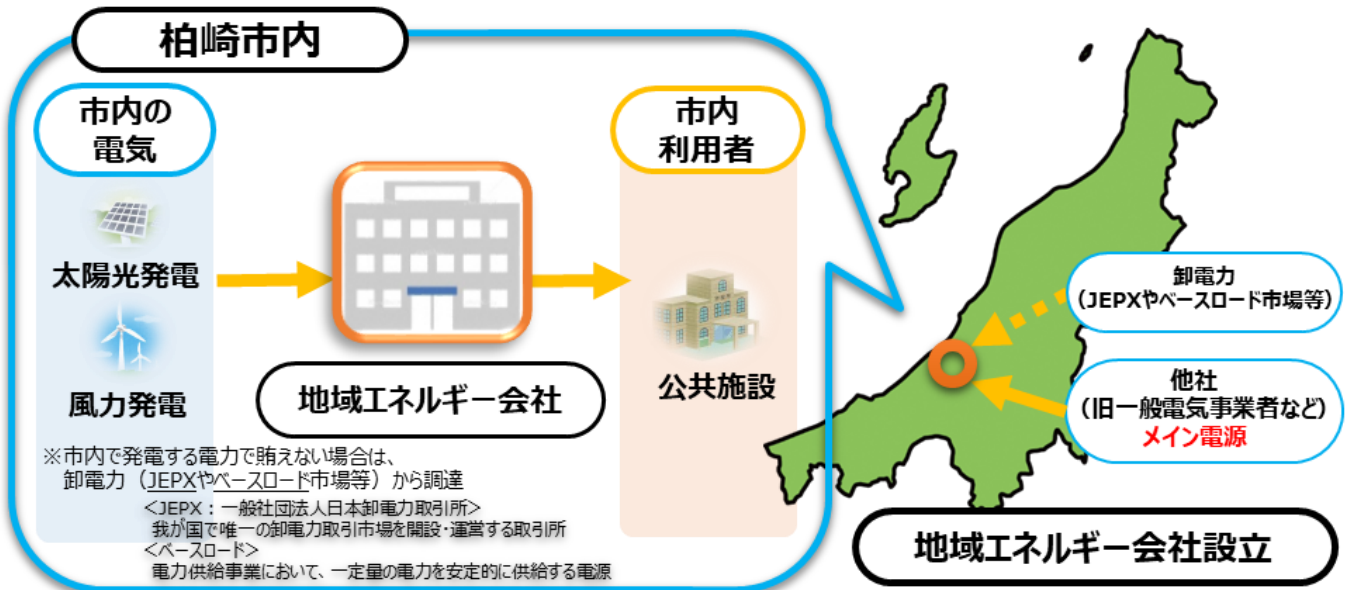 柏崎市内
市内の
電気
太陽光発電
風力発電
地域エネルギー会社
市内
利用者
公共施設
※市内で発電する電力で賄えない場合は、
卸電力（JEPXやベースロード市場等）から調達
<JEPX：一般社団法人日本卸電力取引所>
我が国で唯一の卸電力取引市場を開設・運営する取引所
<ベースロード>
電力供給事業において、一定量の電力を安定的に供給する電源
卸電力
（JEPXやベースロード市場等）
他社
（旧一般電気事業者など）
メイン電源
地域エネルギー会社設立